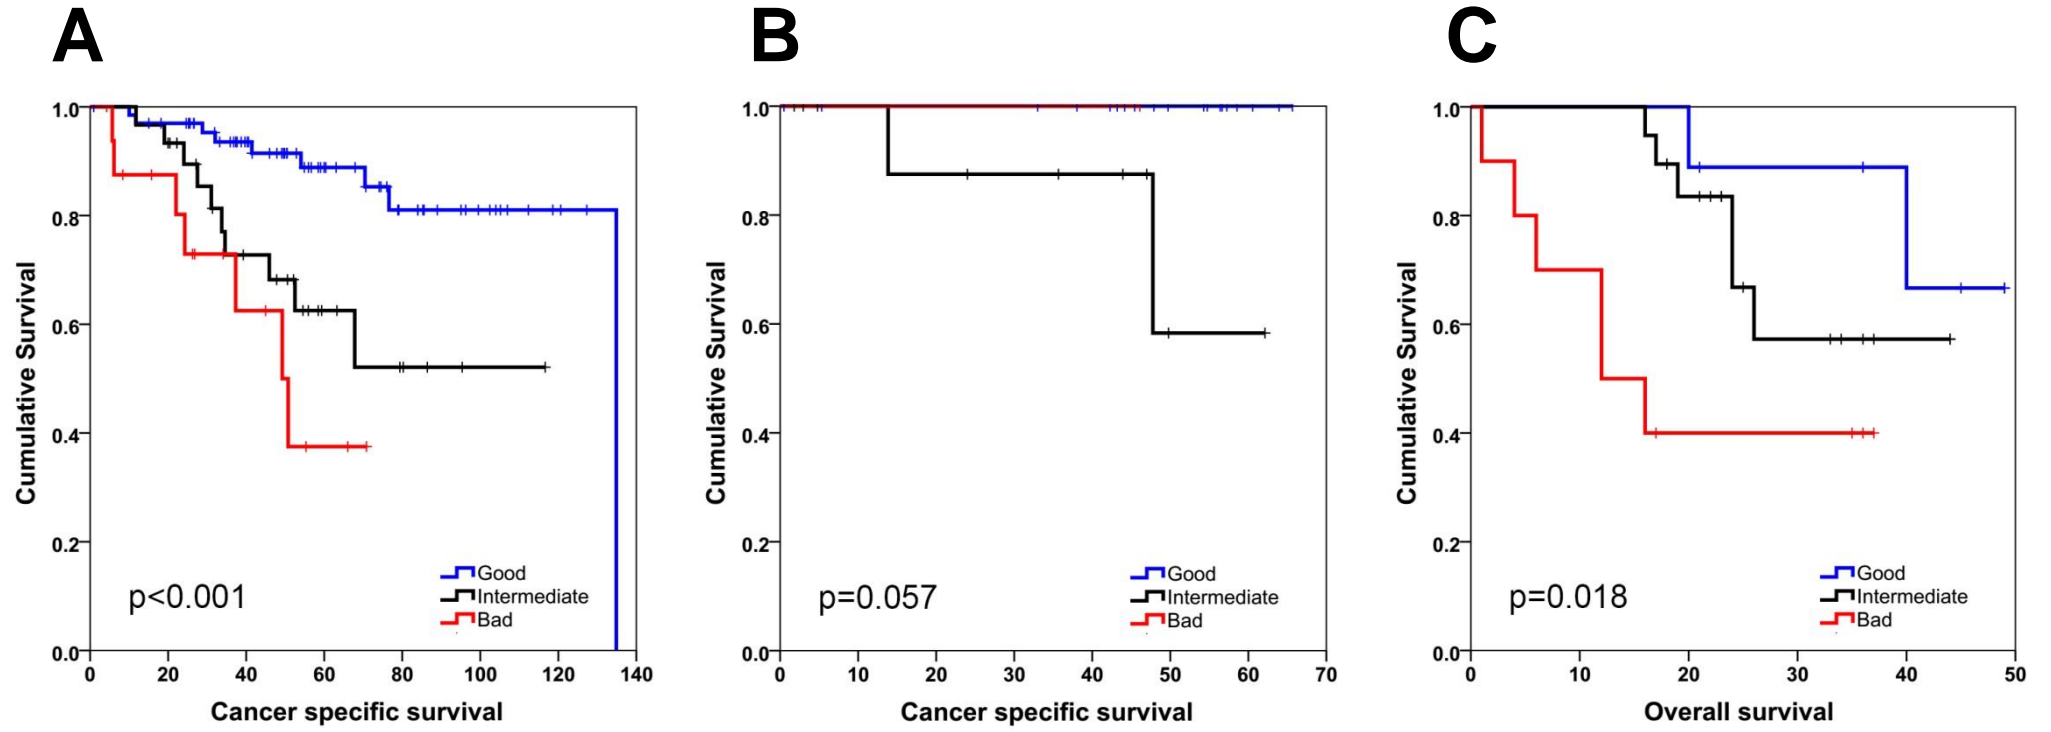 A
Cumulative Survival
1.0
0.8
0.6
0.4
0.2
0.0
p<0.001
Good
Intermediate
Bad
0 20 40 60 80 100 120 140
Cancer specific survival
B
Cumulative Survival
1.0
0.8
0.6
0.4
0.2
0.0
p=0.057
Good
Intermediate
Bad
0 10 20 30 40 50 60 70
Cancer specific survival
C
Cumulative Survival
1.0
0.8
0.6
0.4
0.2
0.0
p=0.018
Good
Intermediate
Bad
0 10 20 30 40 50
Overall survival